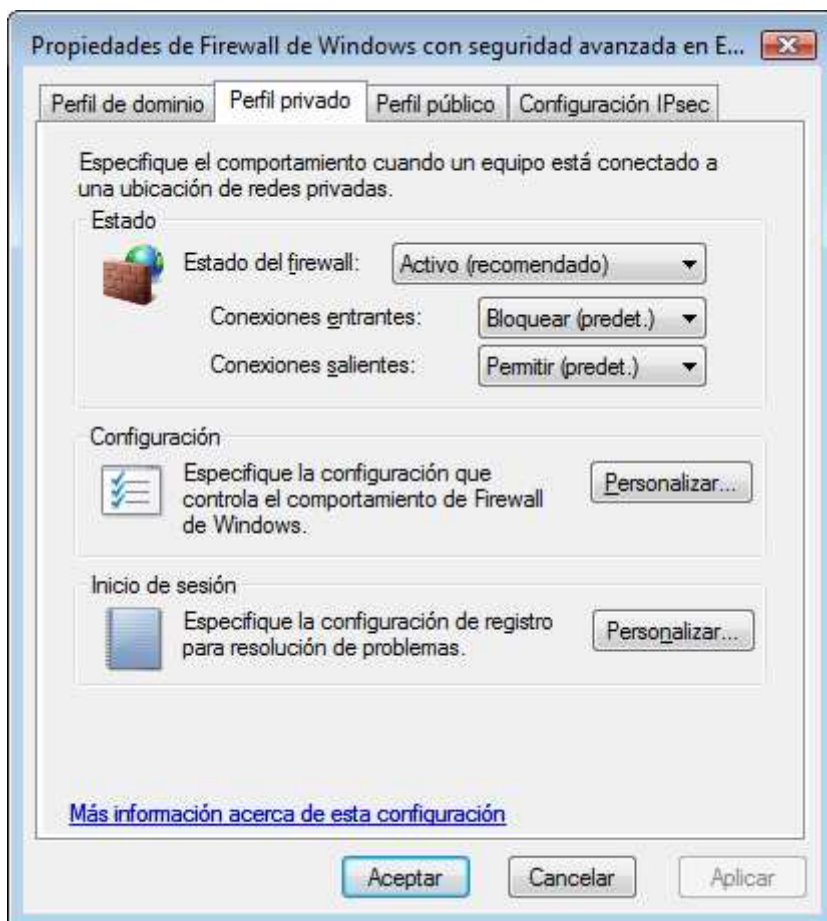 Propiedades de Firewall de Windows con seguridad avanzada en E...
Perfil de dominio
Perfil privado
Perfil público
Configuración IPsec
Especifique el comportamiento cuando un equipo está conectado a
una ubicación de redes privadas.
Estado
Estado del firewall:
Activo (recomendado)
Conexiones entrantes:
Bloquear (predet.)
Conexiones salientes:
Permitir (predet.)
Configuración
Especifique la configuración que
controla el comportamiento de Firewall
de Windows.
Personalizar...
Inicio de sesión
Especifique la configuración de registro
para resolución de problemas.
Personalizar...
Más información acerca de esta configuración
Aceptar
Cancelar
Aplicar